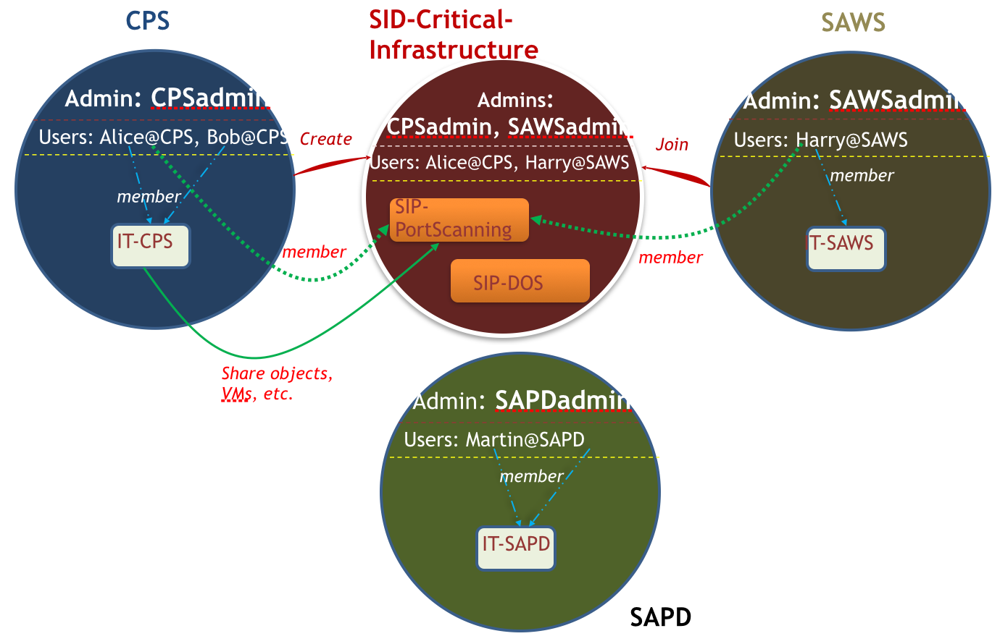 CPS
SID-Critical-
Infrastructure
SAWS
Admin: CPSadmin
Users: Alice@CPS, Bob@CPS
member
IT-CPS
Create
Admins:
CPSadmin, SAWSadmin
Users: Alice@CPS, Harry@SAWS
SIP-
PortScanning
SIP-DOS
Join
Admin: SAWSadmin
Users: Harry@SAWS
member
IT-SAWS
member
member
Share objects,
VMs, etc.
Admin: SAPDadmin
Users: Martin@SAPD
member
IT-SAPD
SAPD